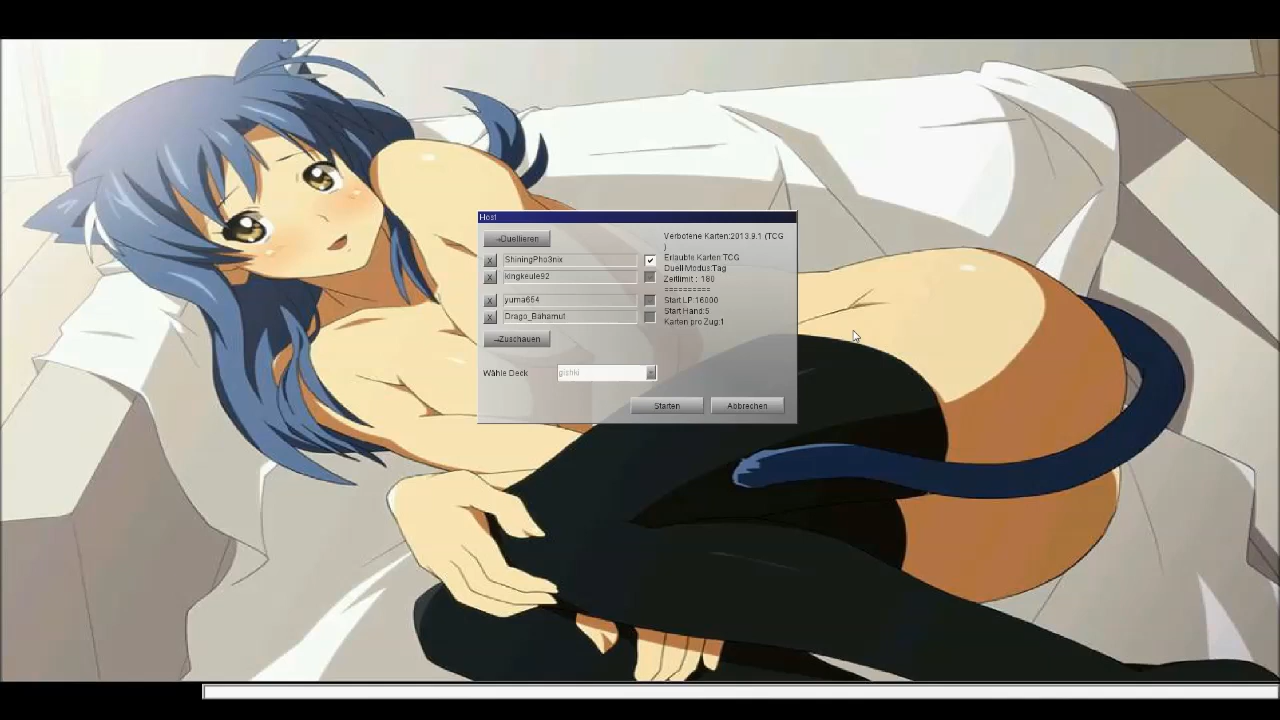 Host
→Duellieren
X ShiningPho3nix
X kingkeule92
X yuma654
X Drago_Bahamut
→Zuschauen
Wähle Deck gishki
Verbotene Karten:2013.9.1 (TCG
)
Erlaubte Karten TCG
Duell Modus:Tag
Zeitlimit : 180
==========
Start LP:16000
Start Hand:5
Karten pro Zug:1
Starten Abbrechen